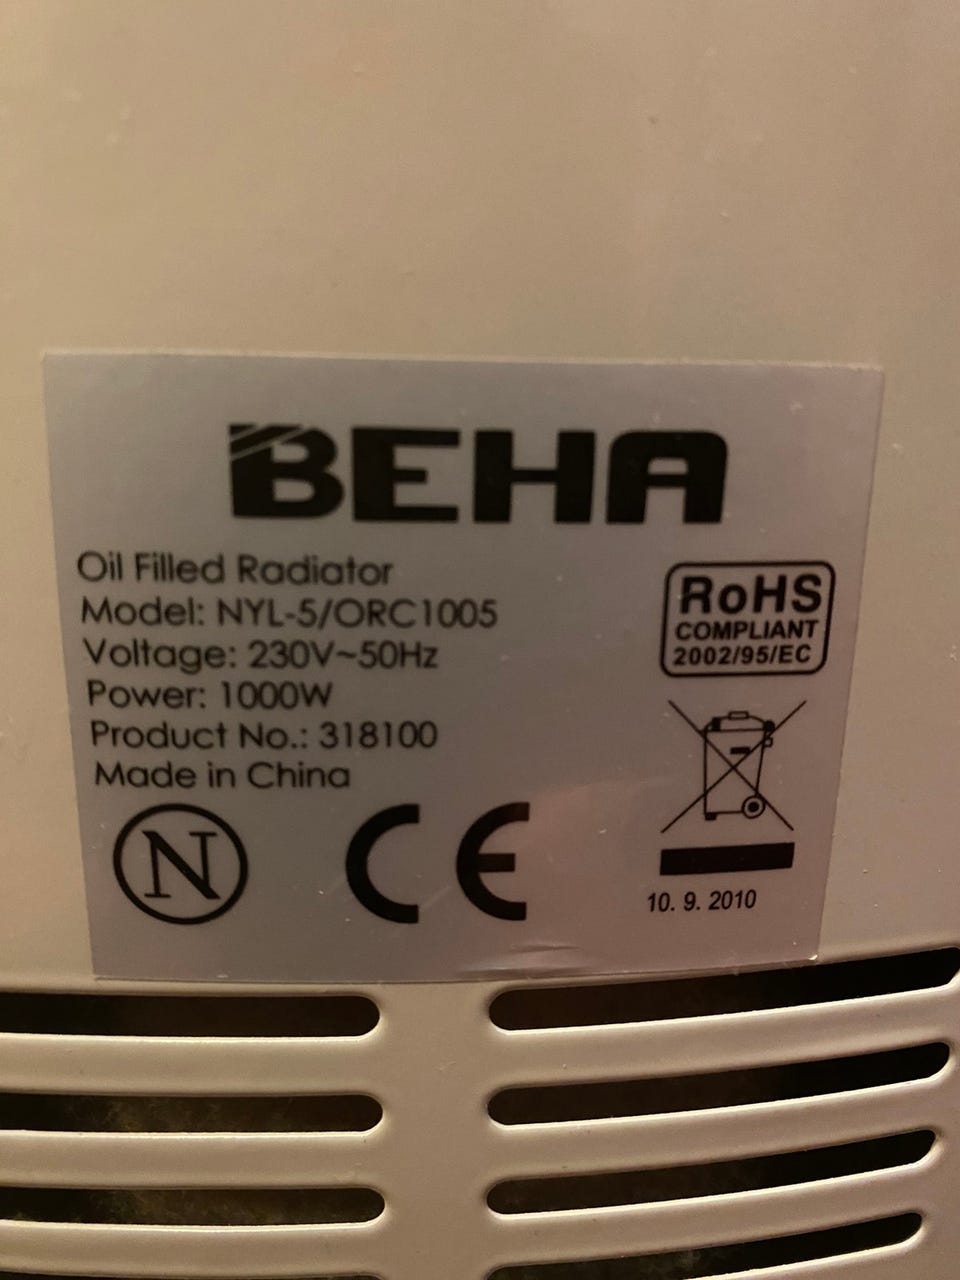 BEHA
Oil Filled Radiator
Model: NYL-5/ORC1005
Voltage: 230V~50Hz
Power: 1000W
Product No.: 318100
Made in China
RoHS
COMPLIANT
2002/95/EC
N
CE
10. 9. 2010